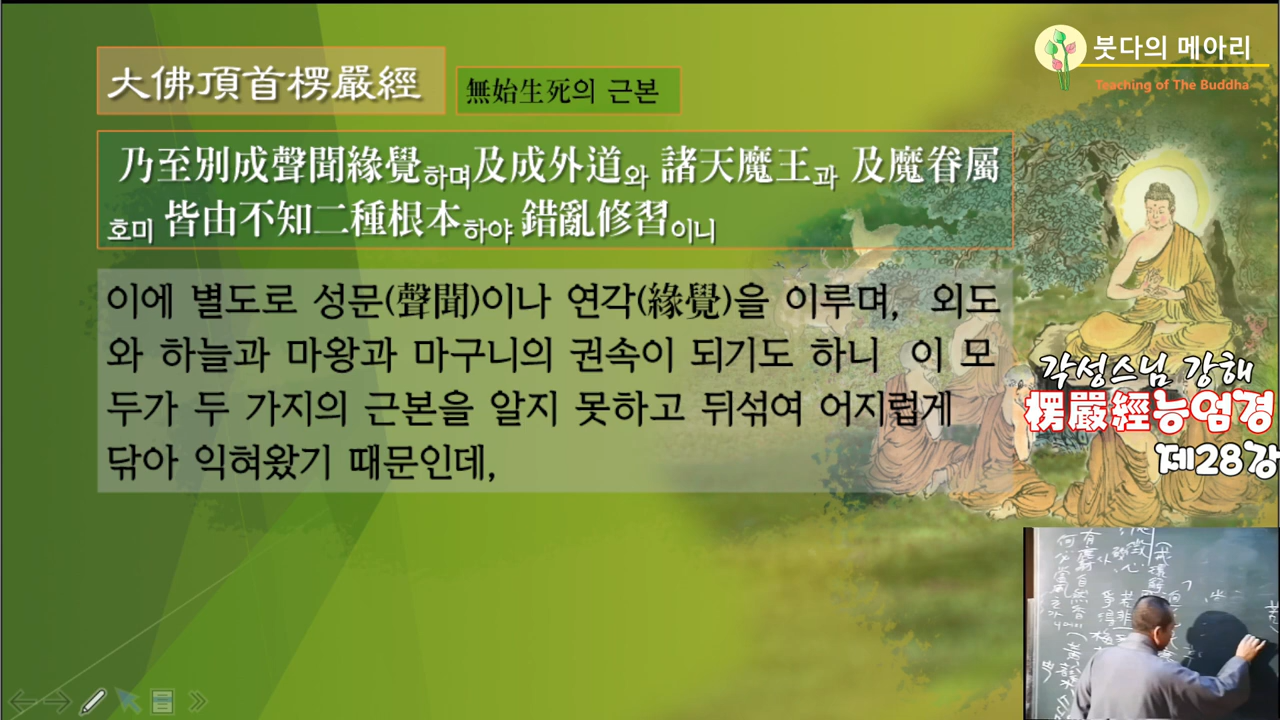 大佛頂首楞嚴經
無始生死의 근본
붓다의 메아리
Teaching of The Buddha
乃至別成聲聞緣覺하며及成外道와 諸天魔王과 及魔眷屬
호미 皆由不知二種根本하야 錯亂修習이니
이에 별도로 성문(聲聞)이나 연각(緣覺)을 이루며, 외도
와 하늘과 마왕과 마구니의 권속이 되기도 하니 이 모
두가 두 가지의 근본을 알지 못하고 뒤섞여 어지럽게
닦아 익혀왔기 때문인데,
각성스님 강해
楞嚴經능엄경
제28강